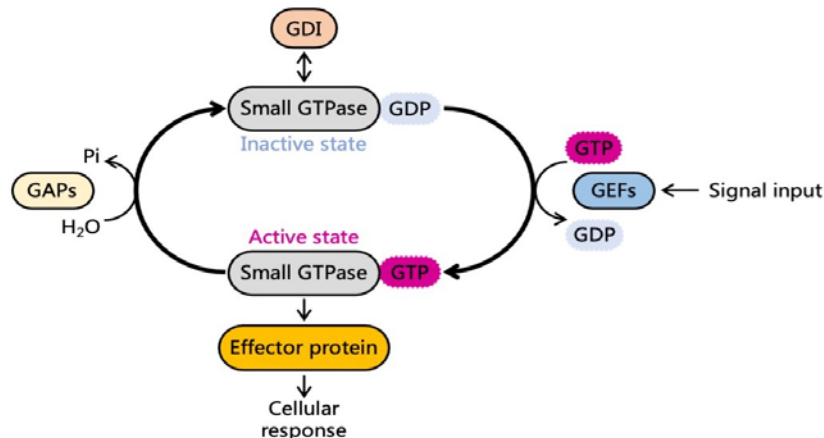 GDI
Small GTPase GDP
Inactive state
Pi
GTP
GAPs
GEFs
Signal input
H₂O
GDP
Active state
Small GTPase GTP
Effector protein
Cellular
response